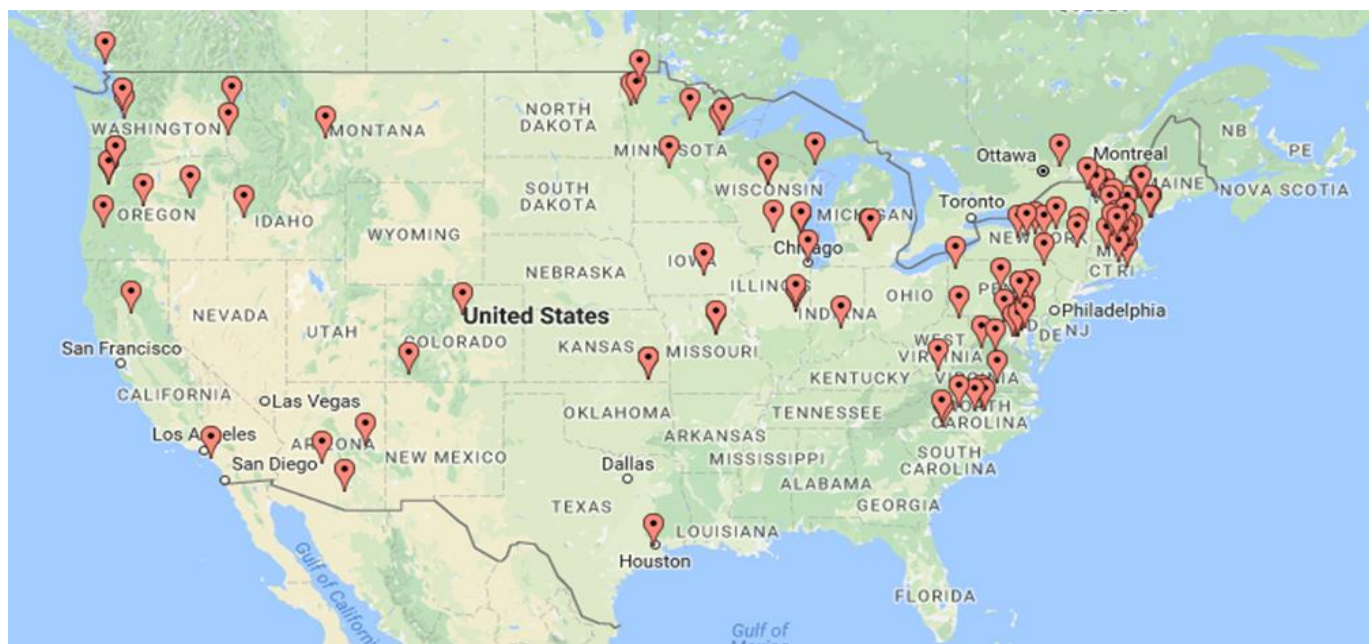 NB
PE
Ottawa
Montreal
MAINE
NOVA SCOTIA
WASHINGTON
MONTANA
NORTH
DAKOTA
MINNESOTA
WISCONSIN
SOUTH
DAKOTA
MICHIGAN
Toronto
OREGON
IDAHO
WYOMING
NEW YORK
Chicago
IOWA
NEBRASKA
CT RI
ILLINOIS
OHIO
PE
NEVADA
UTAH
United States
INDIANA
Philadelphia
DE NJ
COLORADO
KANSAS
MISSOURI
WEST
VIRGINIA
San Francisco
CALIFORNIA
KENTUCKY
VIRGINIA
Las Vegas
OKLAHOMA
TENNESSEE
NORTH
CAROLINA
Los Angeles
ARIZONA
NEW MEXICO
ARKANSAS
San Diego
Dallas
MISSISSIPPI
SOUTH
CAROLINA
ALABAMA
GEORGIA
TEXAS
LOUISIANA
Houston
Gulf of California
FLORIDA
Gulf of